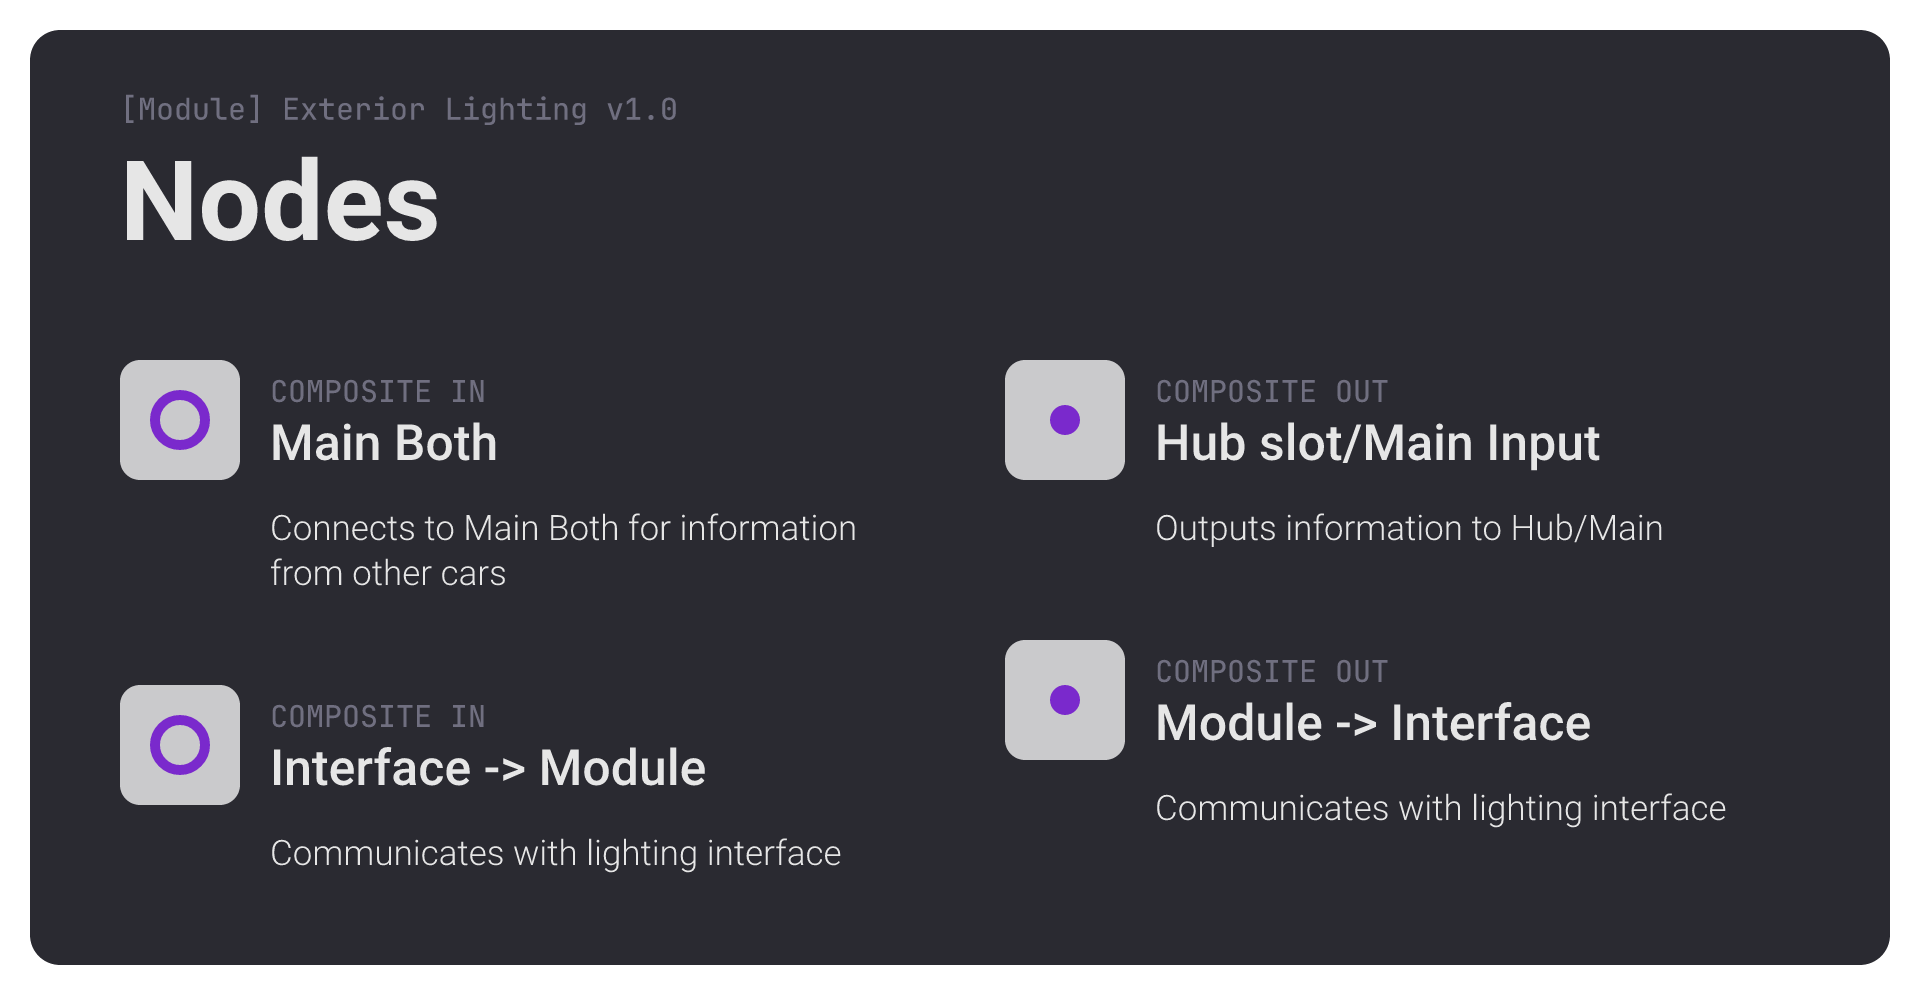 [Module] Exterior Lighting v1.0
Nodes
COMPOSITE IN
Main Both
Connects to Main Both for information
from other cars
COMPOSITE IN
Interface -> Module
Communicates with lighting interface
COMPOSITE OUT
Hub slot/Main Input
Outputs information to Hub/Main
COMPOSITE OUT
Module -> Interface
Communicates with lighting interface